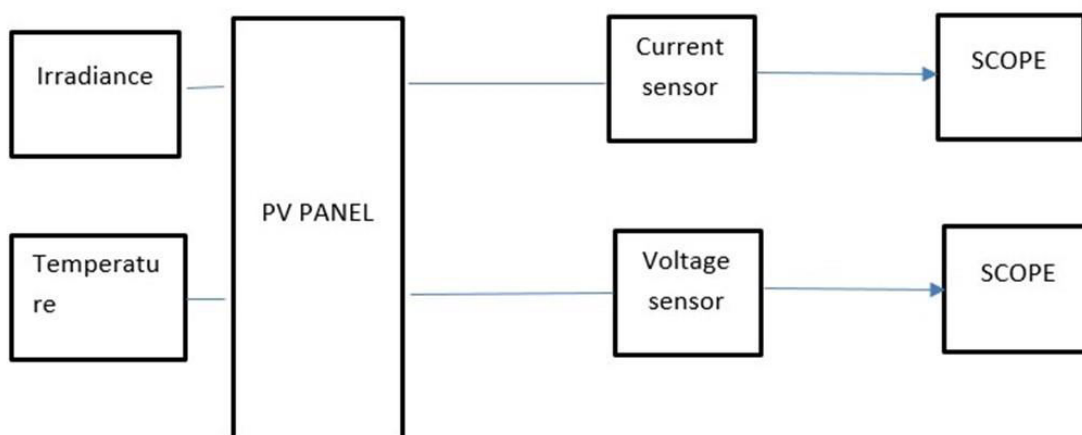 Irradiance
PV PANEL
Current
sensor
SCOPE
Temperatu
re
Voltage
sensor
SCOPE